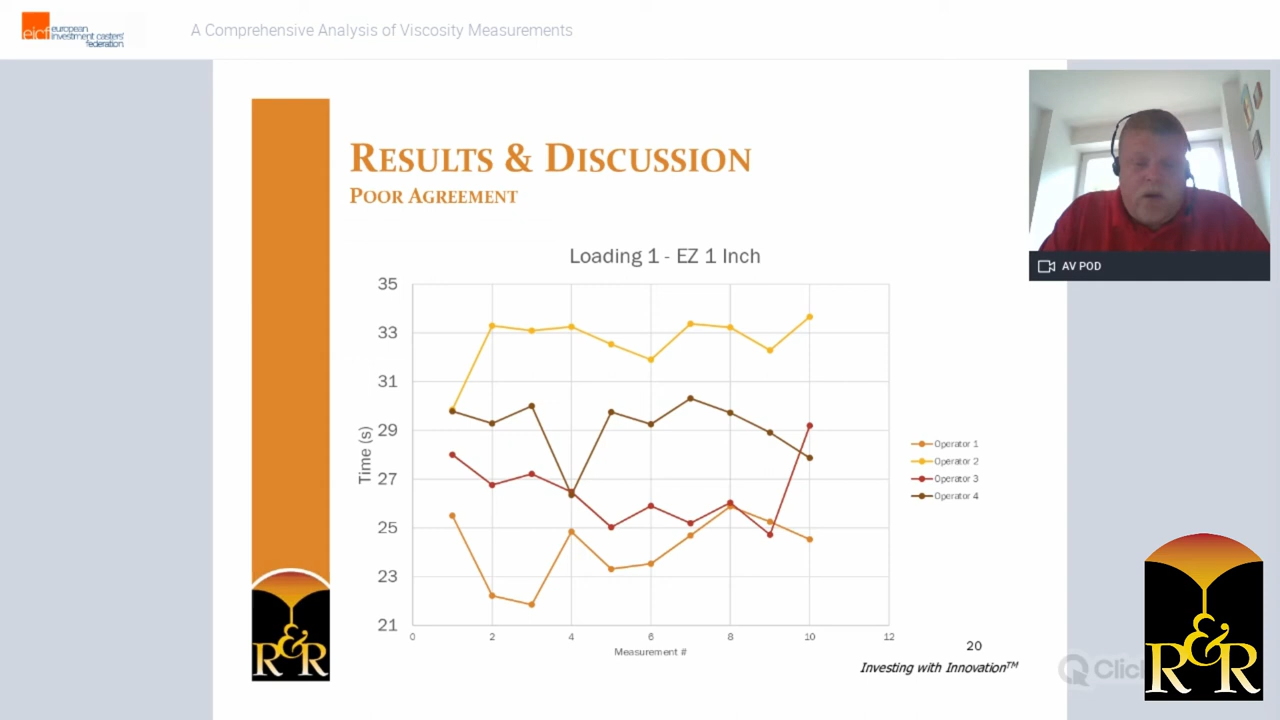 eicf european
investment casters'
federation
A Comprehensive Analysis of Viscosity Measurements
RESULTS & DISCUSSION
POOR AGREEMENT
AV POD
Loading 1 - EZ 1 Inch
35
33
31
29
27
25
23
21
Time (s)
0 2 4 6 8 10 12
Measurement #
Operator 1
Operator 2
Operator 3
Operator 4
20
Investing with Innovation™
R&R
Click
R&R